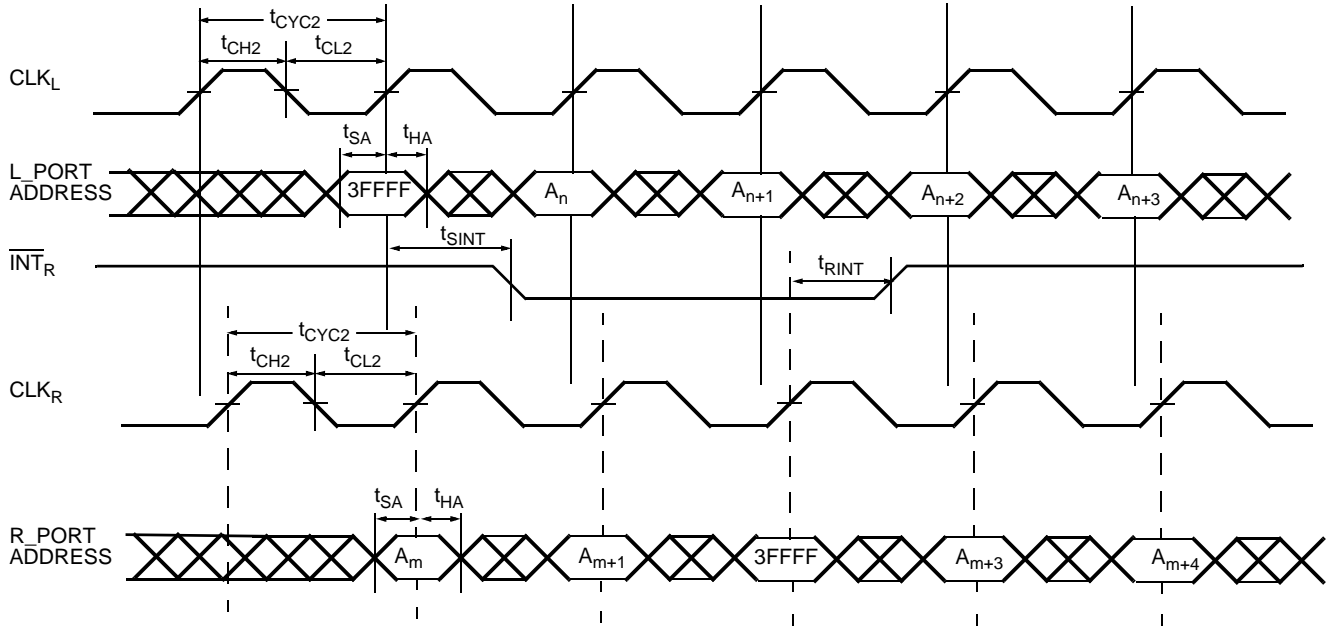 tCYC2
tCH2 tCL2
CLKL
tSA tHA
L_PORT
ADDRESS
3FFFF An An+1 An+2 An+3
tSINT
INTR
tRINT
tCYC2
tCH2 tCL2
CLKR
tSA tHA
R_PORT
ADDRESS
Am Am+1 3FFFF Am+3 Am+4